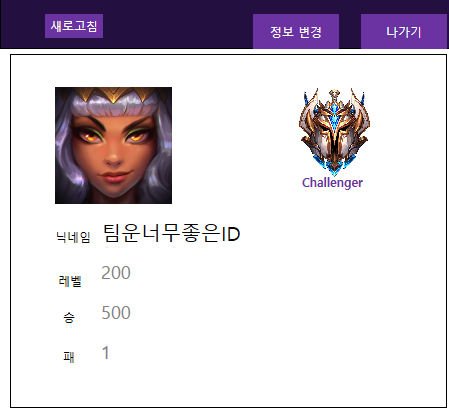 새로고침
정보 변경
나가기
Challenger
닉네임 팀운너무좋은ID
레벨 200
승 500
패 1